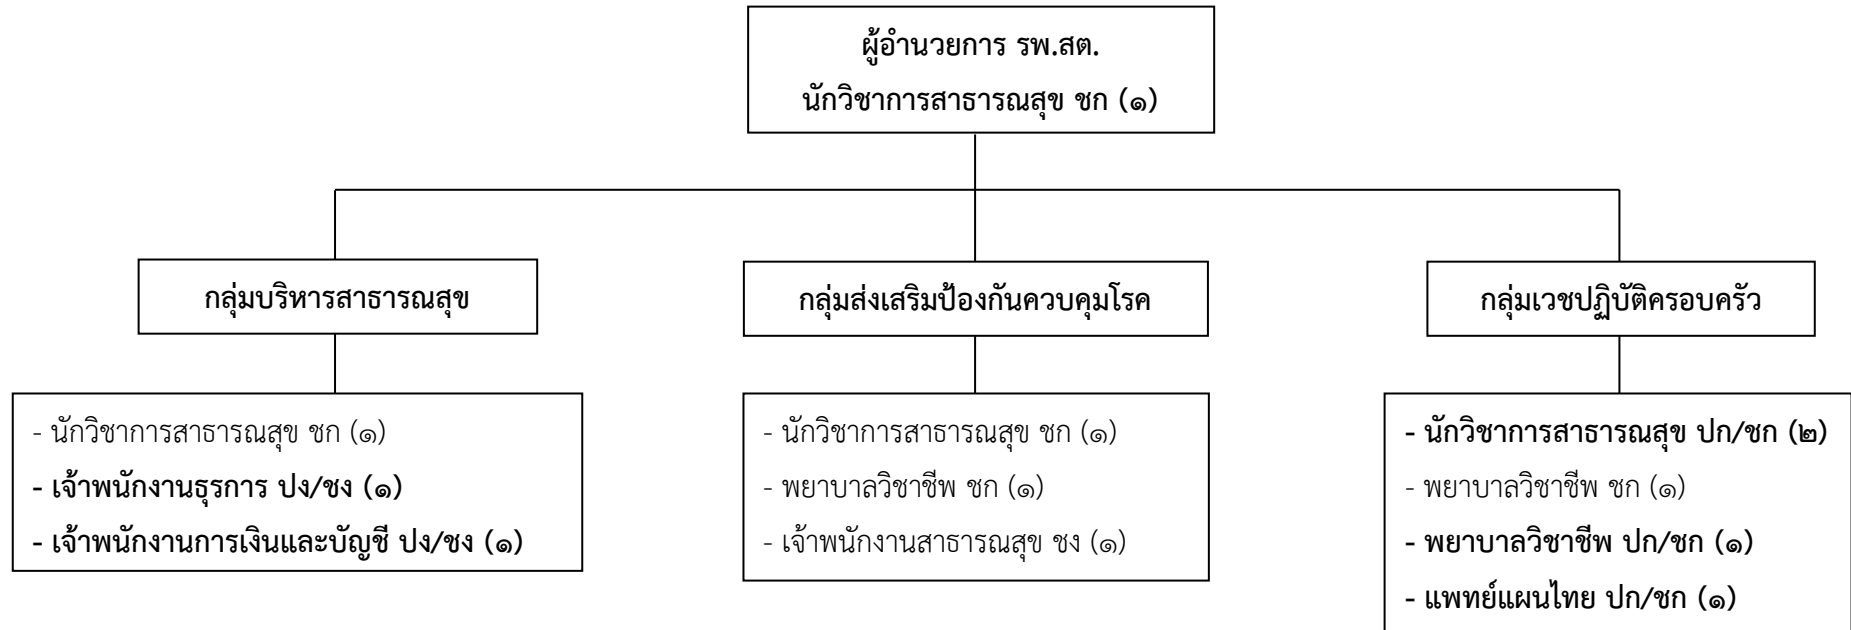 ผู้อำนวยการ รพ.สต.
นักวิชาการสาธารณสุข ชก (๑)
กลุ่มบริหารสาธารณสุข
กลุ่มส่งเสริมป้องกันควบคุมโรค
กลุ่มเวชปฏิบัติครอบครัว
- นักวิชาการสาธารณสุข ชก (๑)
- เจ้าพนักงานธุรการ ปง/ชง (๑)
- เจ้าพนักงานการเงินและบัญชี ปง/ชง (๑)
- นักวิชาการสาธารณสุข ชก (๑)
- พยาบาลวิชาชีพ ชก (๑)
- เจ้าพนักงานสาธารณสุข ชง (๑)
- นักวิชาการสาธารณสุข ปก/ชก (๒)
- พยาบาลวิชาชีพ ชก (๑)
- พยาบาลวิชาชีพ ปก/ชก (๑)
- แพทย์แผนไทย ปก/ชก (๑)